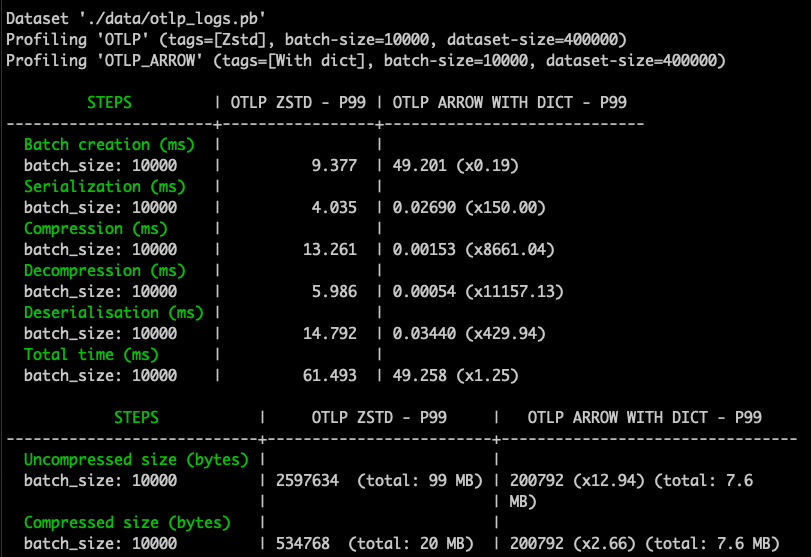 Dataset './data/otlp_logs.pb'
Profiling 'OTLP' (tags=[Zstd], batch-size=10000, dataset-size=400000)
Profiling 'OTLP_ARROW' (tags=[With dict], batch-size=10000, dataset-size=400000)
STEPS | OTLP ZSTD - P99 | OTLP ARROW WITH DICT - P99
------------------------+-----------------+-----------------------------
Batch creation (ms) | |
batch_size: 10000 | 9.377 | 49.201 (x0.19)
Serialization (ms) | |
batch_size: 10000 | 4.035 | 0.02690 (x150.00)
Compression (ms) | |
batch_size: 10000 | 13.261 | 0.00153 (x8661.04)
Decompression (ms) | |
batch_size: 10000 | 5.986 | 0.00054 (x11157.13)
Deserialisation (ms) | |
batch_size: 10000 | 14.792 | 0.03440 (x429.94)
Total time (ms) | |
batch_size: 10000 | 61.493 | 49.258 (x1.25)
STEPS | OTLP ZSTD - P99 | OTLP ARROW WITH DICT - P99
-----------------------------+-------------------------+---------------------------------
Uncompressed size (bytes) | |
batch_size: 10000 | 2597634 (total: 99 MB) | 200792 (x12.94) (total: 7.6
| | MB)
Compressed size (bytes) | |
batch_size: 10000 | 534768 (total: 20 MB) | 200792 (x2.66) (total: 7.6 MB)